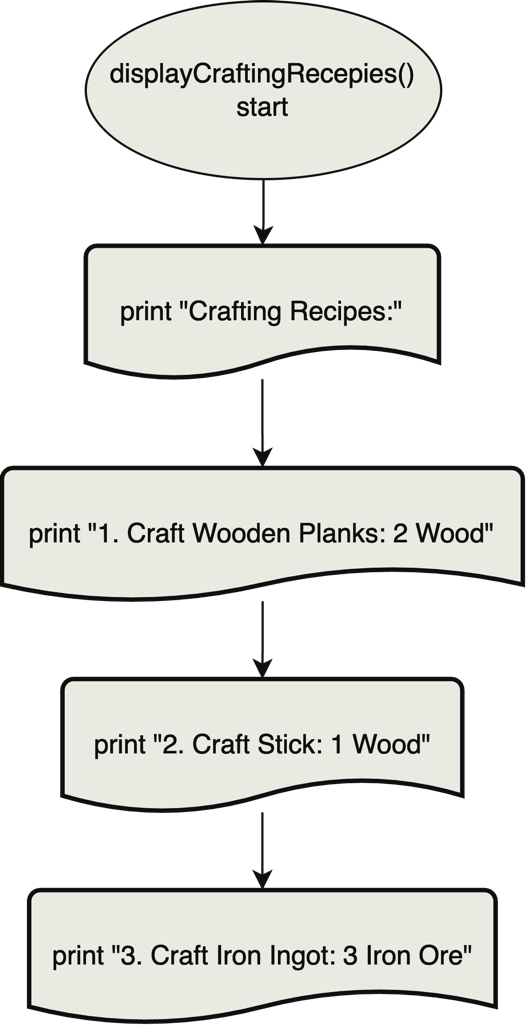 displayCraftingRecepies()
start
print "Crafting Recipes:"
print "1. Craft Wooden Planks: 2 Wood"
print "2. Craft Stick: 1 Wood"
print "3. Craft Iron Ingot: 3 Iron Ore"